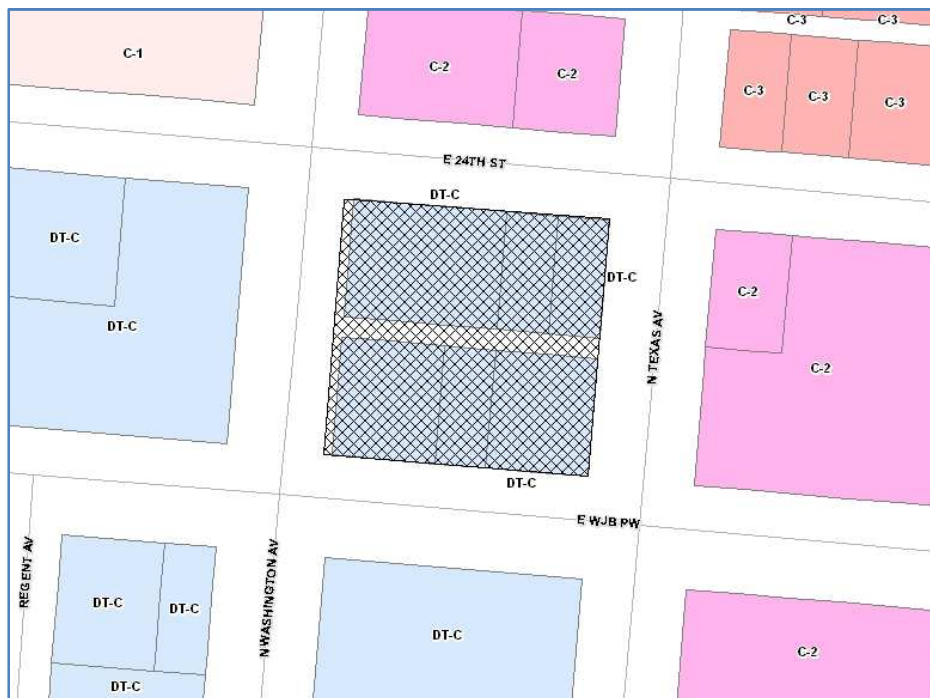 C-3
C-3
C-1
C-2
C-2
C-3
C-3
C-3
E 24TH ST
DT-C
DT-C
DT-C
DT-C
C-2
DT-C
N TEXAS AV
C-2
DT-C
E WJB PW
REGENT AV
N WASHINGTON AV
DT-C
DT-C
DT-C
C-2
DT-C